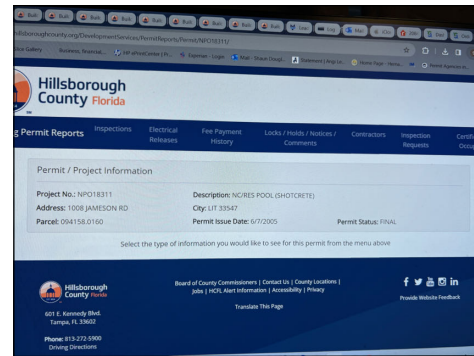 hillsboroughcounty.org/DevelopmentServices/PermitReports/Permit/NPO18311/
Hillsborough
County Florida
Permit Reports
Inspections
Electrical
Releases
Fee Payment
History
Locks / Holds / Notices /
Comments
Contractors
Inspection
Requests
Permit / Project Information
Project No.: NPO18311
Description: NC/RES POOL (SHOTCRETE)
Address: 1008 JAMESON RD
City: LIT 33547
Parcel: 094158.0160
Permit Issue Date: 6/7/2005
Permit Status: FINAL
Select the type of information you would like to see for this permit from the menu above
Hillsborough
County Florida
601 E. Kennedy Blvd.
Tampa, FL 33602
Phone: 813-272-5900
Driving Directions
Board of County Commissioners | Contact Us | County Locations |
Jobs | HCFL Alert Information | Accessibility | Privacy
Translate This Page
Provide Website Feedback